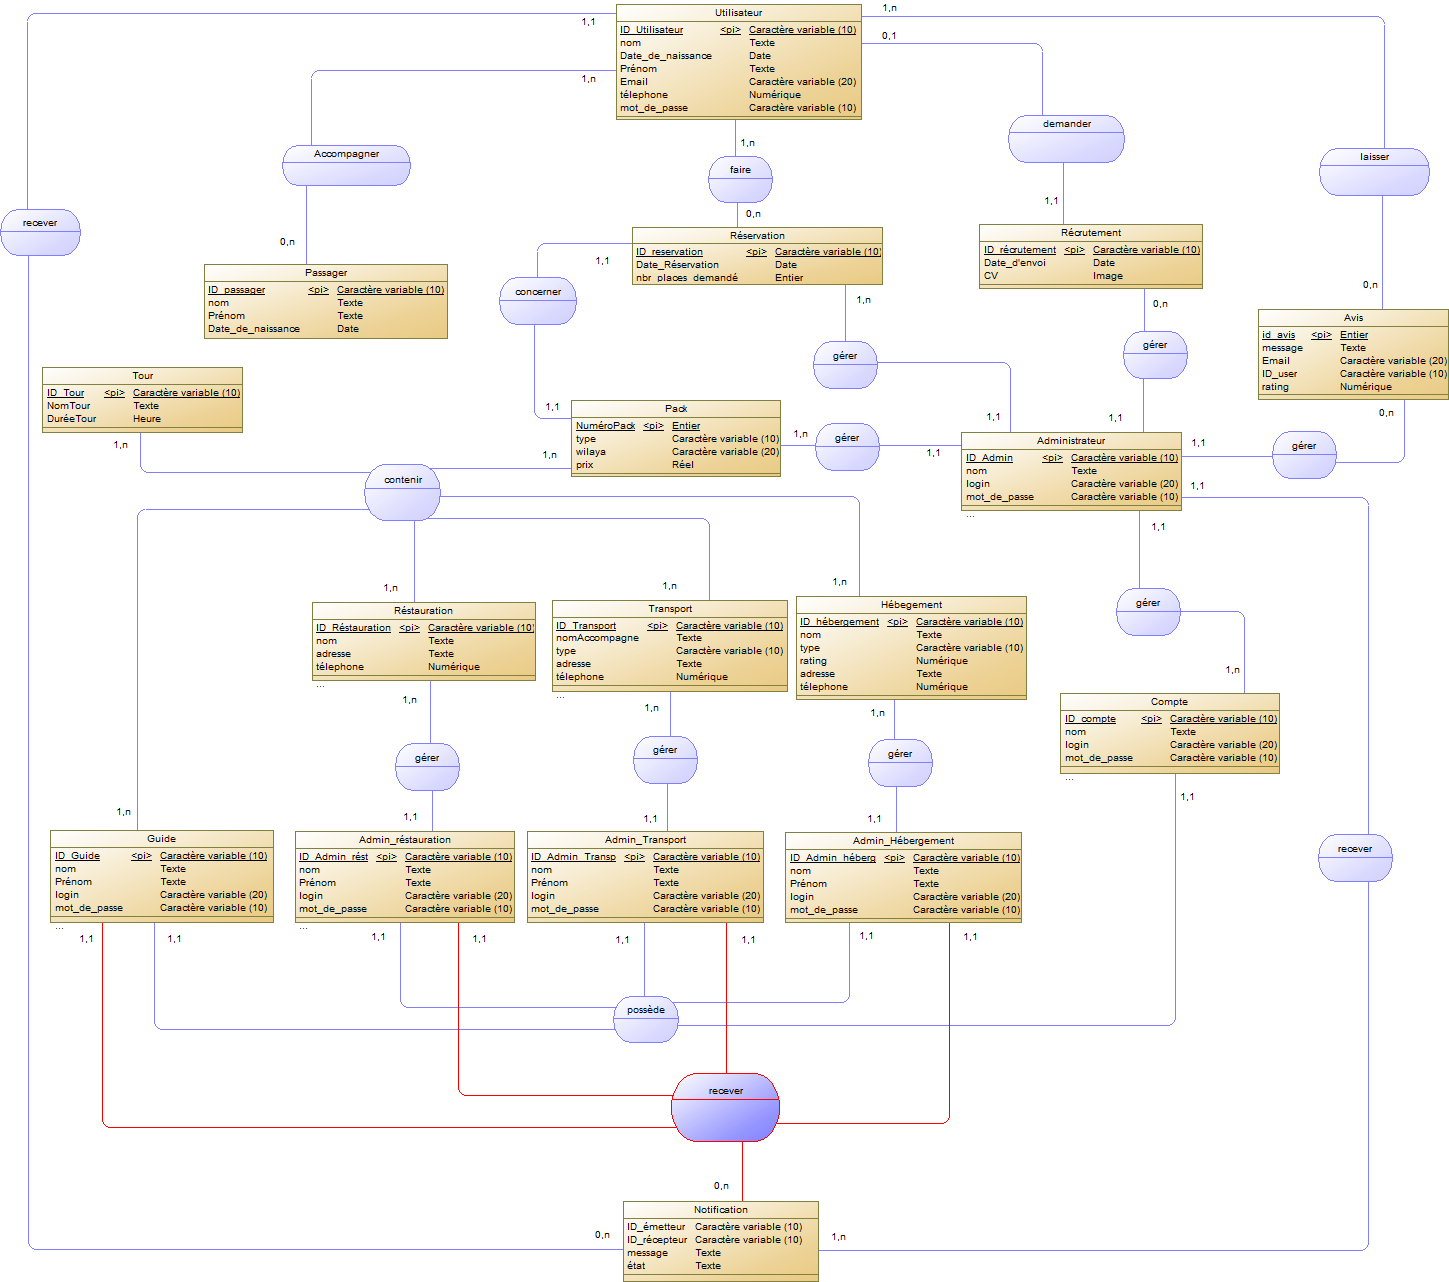 Utilisateur
ID_Utilisateur <pi> Caractère variable (10)
nom Texte
Date_de_naissance Date
Prénom Texte
Email Caractère variable (20)
télephone Numérique
mot_de_passe Caractère variable (10)
1,1
1,n
1,n
0,1
1,n
Accompagner
faire
demander
laisser
recever
0,n
0,n
1,1
0,n
Passager
ID_passager <pi> Caractère variable (10)
nom Texte
Prénom Texte
Date_de_naissance Date
Réservation
ID_reservation <pi> Caractère variable (10)
Date_Réservation Date
nbr_places_demandé Entier
Récrutement
ID_récrutement <pi> Caractère variable (10)
Date_d'envoi Date
CV Image
Avis
id_avis <pi> Entier
message Texte
Email Caractère variable (20)
ID_user Caractère variable (10)
rating Numérique
1,1
concerner
1,1
1,n
gérer
1,1
0,n
gérer
1,1
0,n
gérer
1,1
Tour
ID_Tour <pi> Caractère variable (10)
NomTour Texte
DuréeTour Heure
Pack
NuméroPack <pi> Entier
type Caractère variable (10)
wilaya Caractère variable (20)
prix Réel
1,n
gérer
1,1
Administrateur
ID_Admin <pi> Caractère variable (10)
nom Texte
login Caractère variable (20)
mot_de_passe Caractère variable (10)
...
1,n
1,n
contenir
1,1
1,1
gérer
1,n
1,n
1,n
1,n
1,n
Réstauration
ID_Réstauration <pi> Caractère variable (10)
nom Texte
adresse Texte
télephone Numérique
...
Transport
ID_Transport <pi> Caractère variable (10)
nomAccompagne Texte
type Caractère variable (10)
adresse Texte
télephone Numérique
...
Hébegement
ID_hébergement <pi> Caractère variable (10)
nom Texte
type Caractère variable (10)
rating Numérique
adresse Texte
télephone Numérique
Compte
ID_compte <pi> Caractère variable (10)
nom Texte
login Caractère variable (20)
mot_de_passe Caractère variable (10)
...
1,n
gérer
1,1
1,n
gérer
1,1
1,n
gérer
1,1
1,1
recever
Guide
ID_Guide <pi> Caractère variable (10)
nom Texte
Prénom Texte
login Caractère variable (20)
mot_de_passe Caractère variable (10)
...
Admin_réstauration
ID_Admin_rést <pi> Caractère variable (10)
nom Texte
Prénom Texte
login Caractère variable (20)
mot_de_passe Caractère variable (10)
...
Admin_Transport
ID_Admin_Transp <pi> Caractère variable (10)
nom Texte
Prénom Texte
login Caractère variable (20)
mot_de_passe Caractère variable (10)
Admin_Hébergement
ID_Admin_héberg <pi> Caractère variable (10)
nom Texte
Prénom Texte
login Caractère variable (20)
mot_de_passe Caractère variable (10)
1,1
1,1
1,1
1,1
1,1
1,1
1,1
1,1
possède
recever
0,n
0,n
1,n
Notification
ID_émetteur Caractère variable (10)
ID_récepteur Caractère variable (10)
message Texte
état Texte